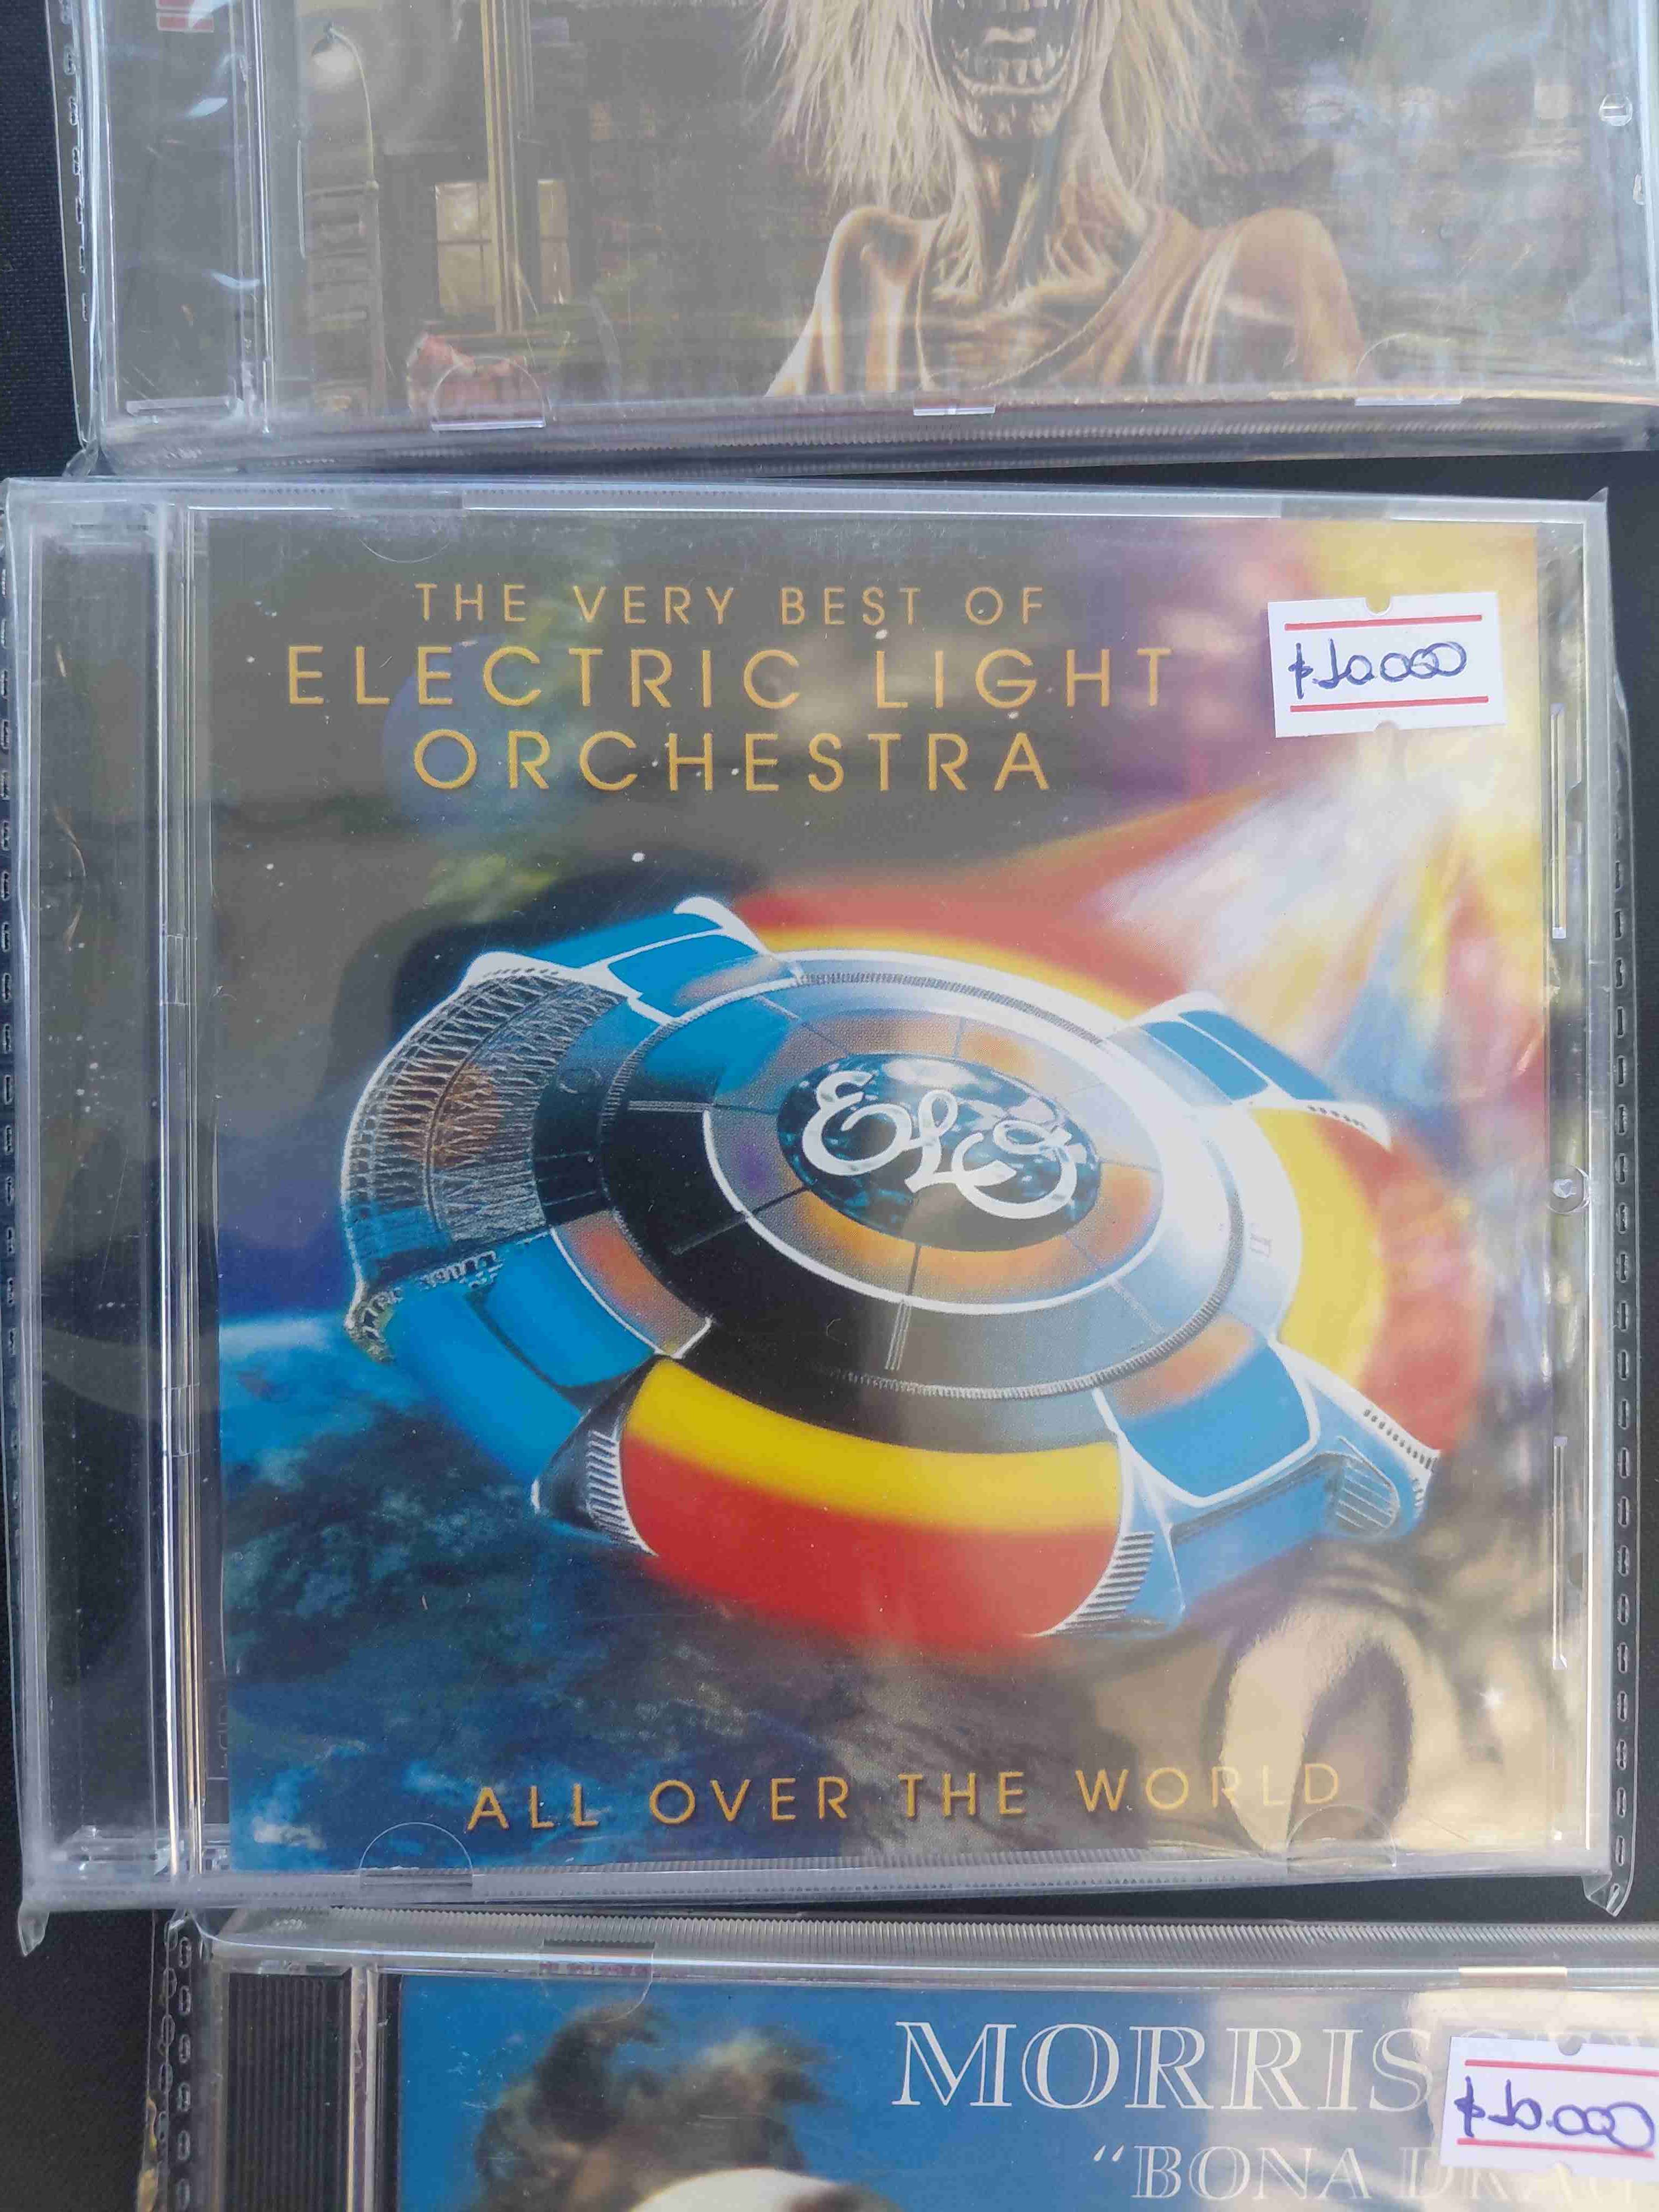 THE VERY BEST OF
ELECTRIC LIGHT
ORCHESTRA
$10.000
ELO
ALL OVER THE WORLD
MORRIS
$10.000
"BONA